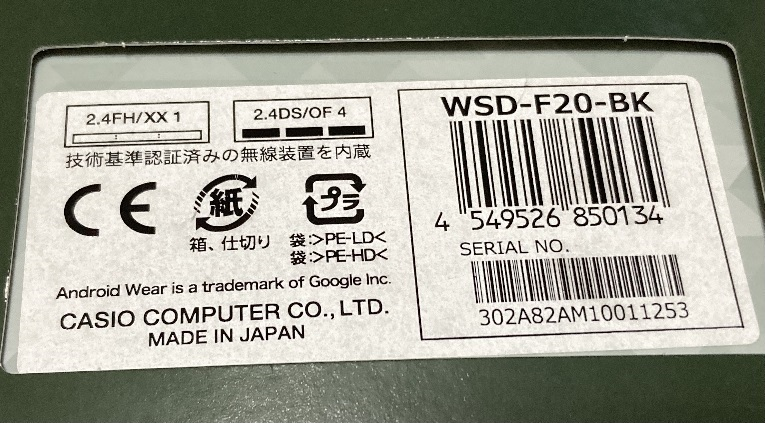 2.4FH/XX 1
2.4DS/OF 4
技術基準認証済みの無線装置を内蔵
CE
紙
プラ
箱、仕切り
袋:>PE-LD<
袋:>PE-HD<
Android Wear is a trademark of Google Inc.
CASIO COMPUTER CO., LTD.
MADE IN JAPAN
WSD-F20-BK
4 549526 850134
SERIAL NO.
302A82AM10011253